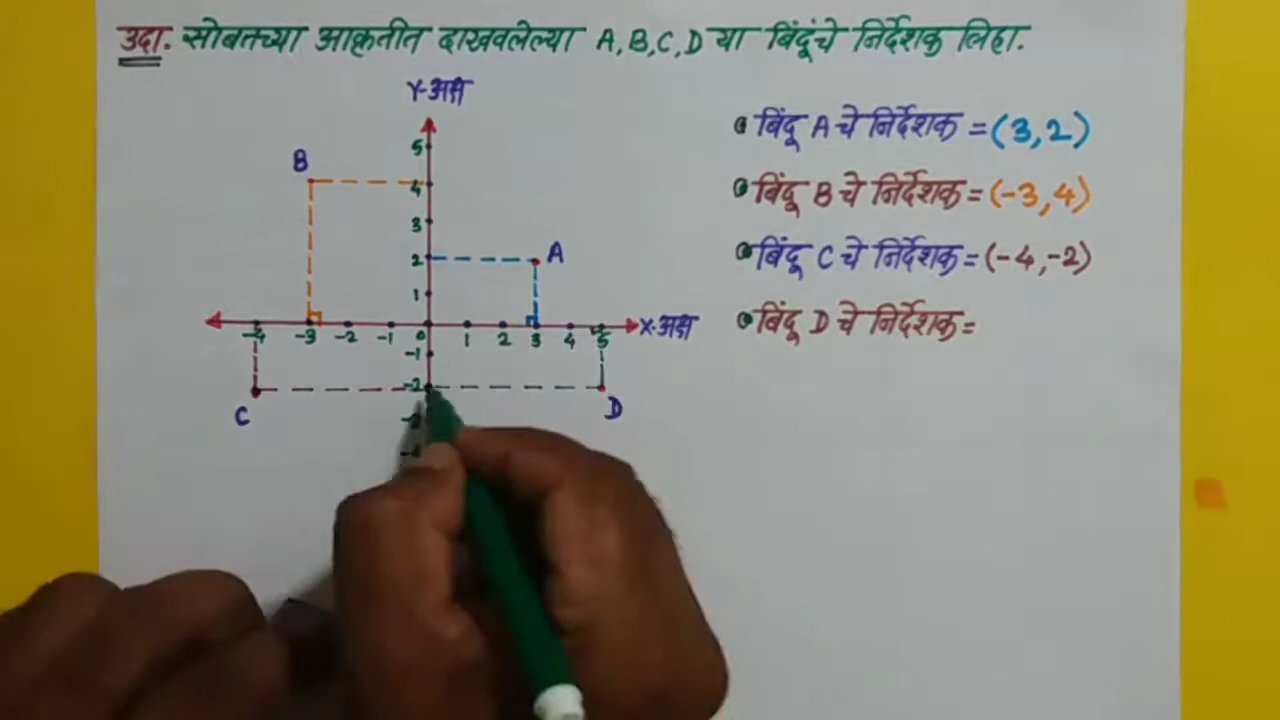 उदा. सोबतच्या आकृतीत दाखवलेल्या A, B, C, D या बिंदूंचे निर्देशक लिहा.
Y-अक्ष
• बिंदू A चे निर्देशक = (3, 2)
5
B
4
• बिंदू B चे निर्देशक = (-3, 4)
3
2
A
• बिंदू C चे निर्देशक = (-4, -2)
1
X-अक्ष
• बिंदू D चे निर्देशक =
-4 -3 -2 -1 0 1 2 3 4 5
-1
-2
C
D